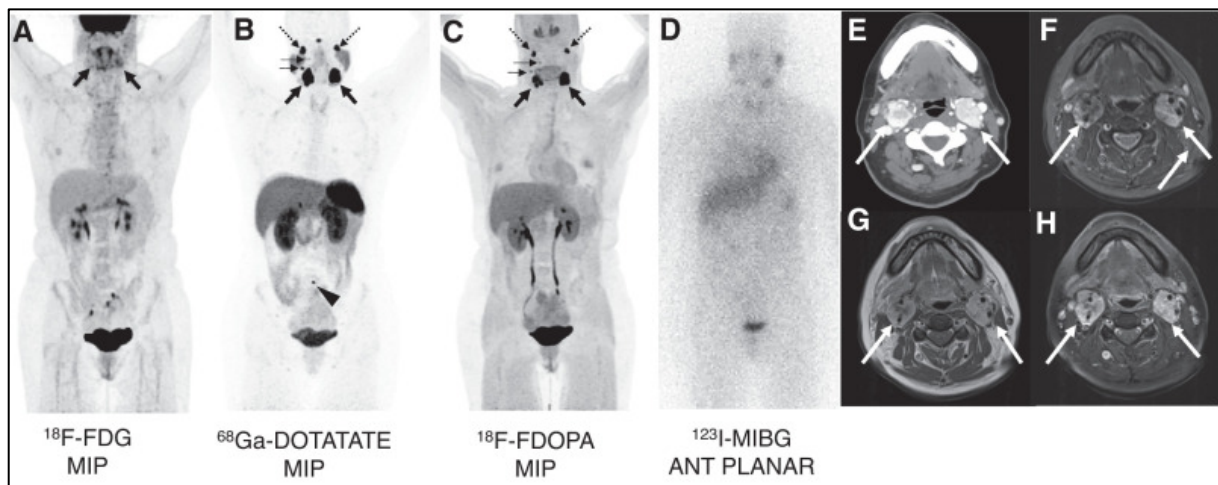 A
B
C
D
E
F
G
H
18F-FDG
MIP
68Ga-DOTATATE
MIP
18F-FDOPA
MIP
123I-MIBG
ANT PLANAR